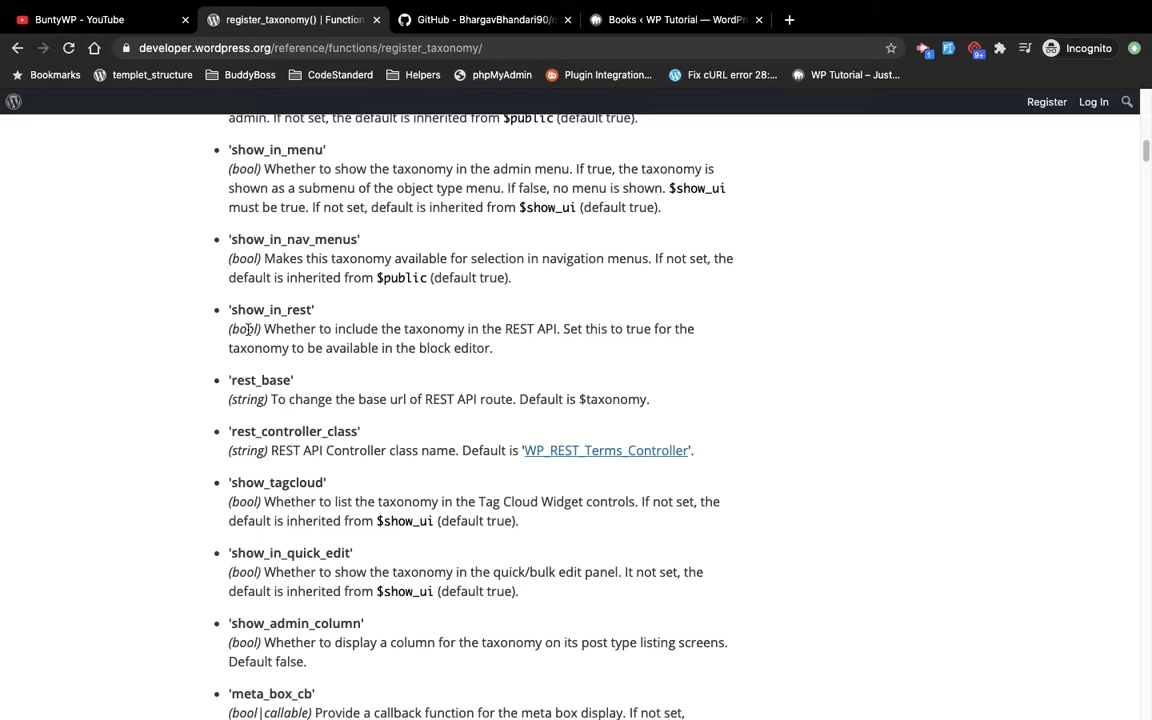 BuntyWP - YouTube
register_taxonomy() | Function
GitHub - BhargavBhandari90/n
Books ‹ WP Tutorial — WordPr
developer.wordpress.org/reference/functions/register_taxonomy/
1
9+
Incognito
Bookmarks
templet_structure
BuddyBoss
CodeStanderd
Helpers
phpMyAdmin
Plugin Integration...
Fix cURL error 28:...
WP Tutorial – Just...
Register
Log In
admin. If not set, the default is inherited from $public (default true).
'show_in_menu'
(bool) Whether to show the taxonomy in the admin menu. If true, the taxonomy is
shown as a submenu of the object type menu. If false, no menu is shown. $show_ui
must be true. If not set, default is inherited from $show_ui (default true).
'show_in_nav_menus'
(bool) Makes this taxonomy available for selection in navigation menus. If not set, the
default is inherited from $public (default true).
'show_in_rest'
(bool) Whether to include the taxonomy in the REST API. Set this to true for the
taxonomy to be available in the block editor.
'rest_base'
(string) To change the base url of REST API route. Default is $taxonomy.
'rest_controller_class'
(string) REST API Controller class name. Default is 'WP_REST_Terms_Controller'.
'show_tagcloud'
(bool) Whether to list the taxonomy in the Tag Cloud Widget controls. If not set, the
default is inherited from $show_ui (default true).
'show_in_quick_edit'
(bool) Whether to show the taxonomy in the quick/bulk edit panel. It not set, the
default is inherited from $show_ui (default true).
'show_admin_column'
(bool) Whether to display a column for the taxonomy on its post type listing screens.
Default false.
'meta_box_cb'
(bool|callable) Provide a callback function for the meta box display. If not set,